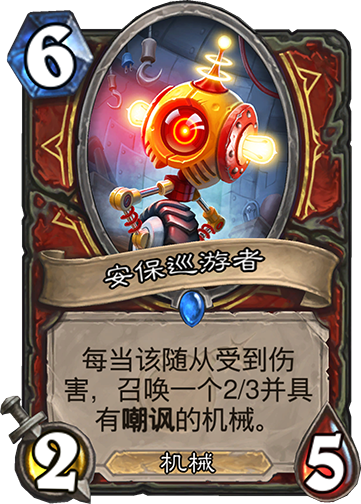 6
安保巡游者
每当该随从受到伤
害，召唤一个2/3并具
有嘲讽的机械。
2
机械
5